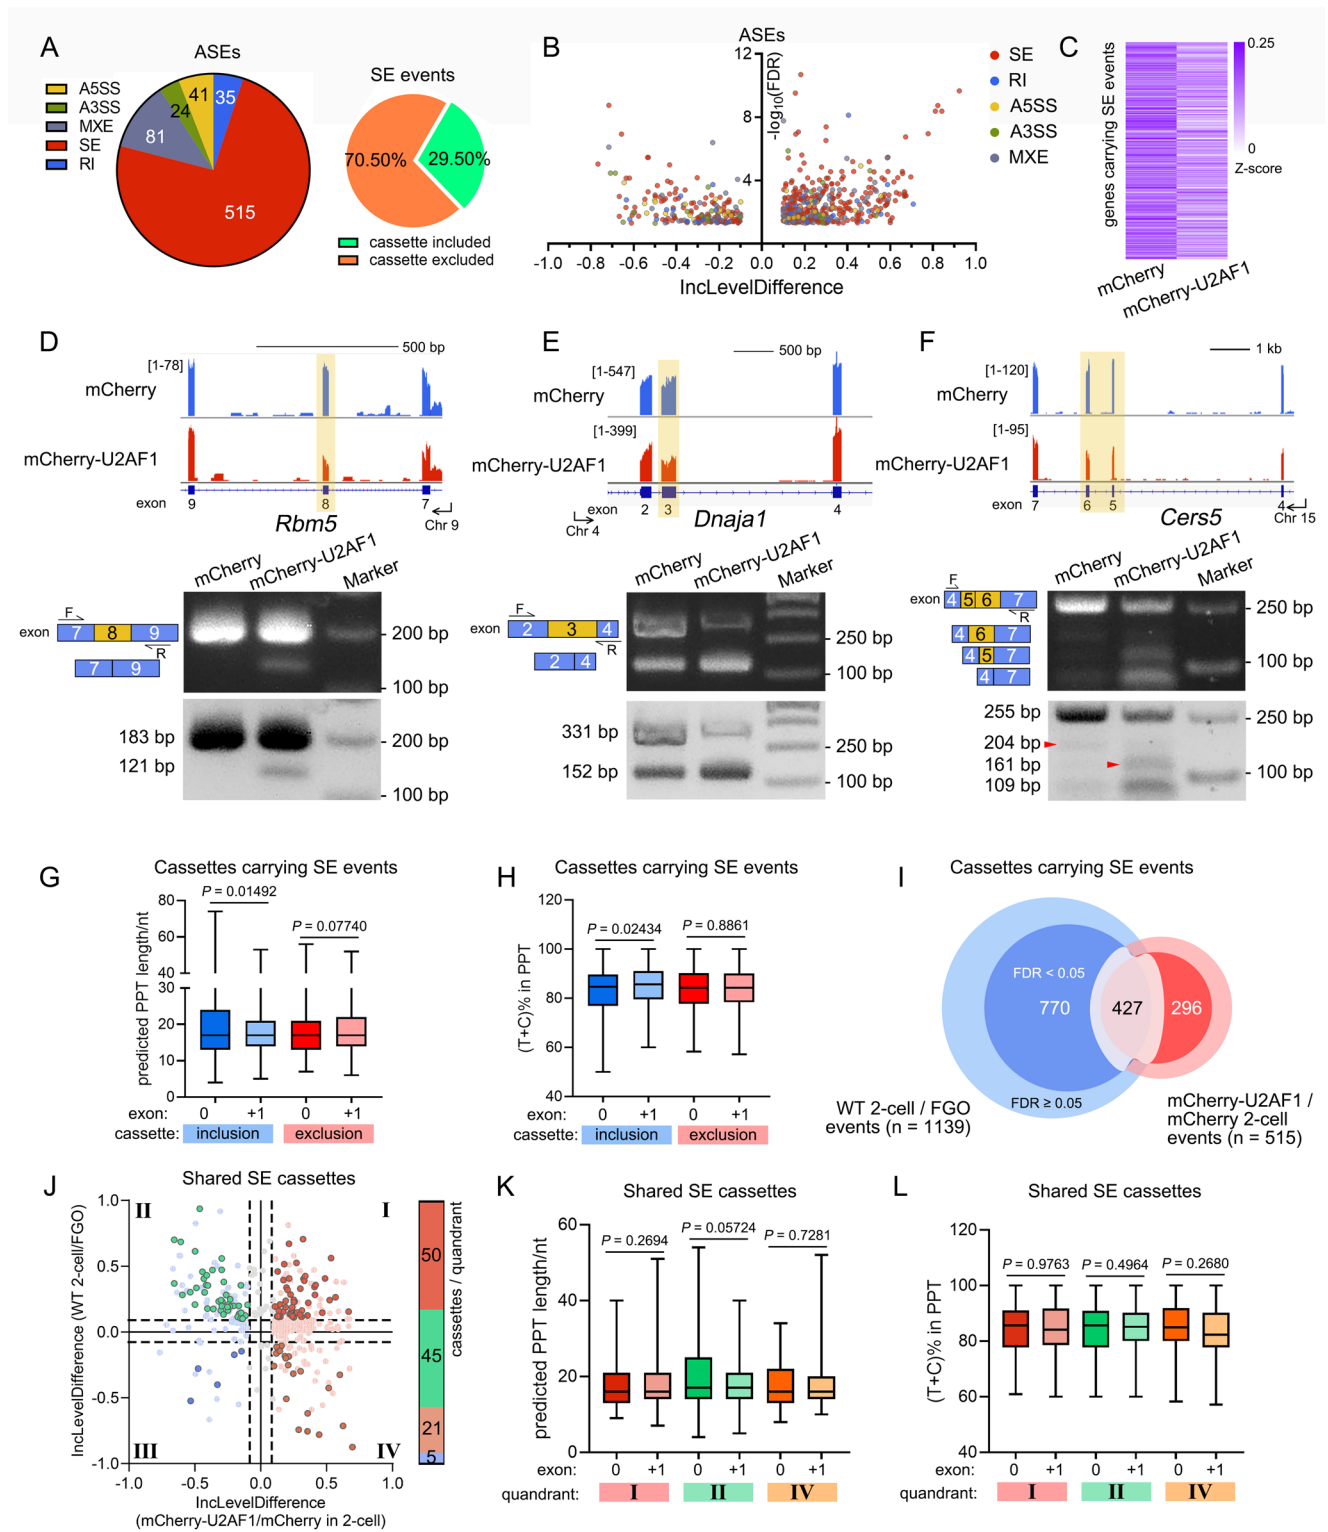 A
ASEs
A5SS
A3SS
MXE
SE
RI
41
35
24
81
515
SE events
70.50%
29.50%
cassette included
cassette excluded
B
ASEs
-log10(FDR)
12
8
4
-1.0 -0.8 -0.6 -0.4 -0.2 0.0 0.2 0.4 0.6 0.8 1.0
IncLevelDifference
SE
RI
A5SS
A3SS
MXE
C
genes carrying SE events
0.25
0
Z-score
mCherry
mCherry-U2AF1
D
500 bp
[1-78]
mCherry
mCherry-U2AF1
exon
9
8
7
Rbm5
Chr 9
mCherry
mCherry-U2AF1
Marker
F
exon
7 8 9
R
7 9
200 bp
100 bp
183 bp
121 bp
200 bp
100 bp
E
500 bp
[1-547]
mCherry
[1-399]
mCherry-U2AF1
exon
2 3 4
Chr 4
Dnaja1
mCherry
mCherry-U2AF1
Marker
F
exon
2 3 4
R
2 4
250 bp
100 bp
331 bp
152 bp
250 bp
100 bp
F
1 kb
[1-120]
mCherry
[1-95]
mCherry-U2AF1
exon
7 6 5 4
Cers5
Chr 15
mCherry
mCherry-U2AF1
Marker
F
exon
4 5 6 7
R
4 6 7
4 5 7
4 7
250 bp
100 bp
255 bp
204 bp
161 bp
109 bp
250 bp
100 bp
G
Cassettes carrying SE events
predicted PPT length/nt
P = 0.01492
P = 0.07740
80
60
40
30
20
10
0
exon: 0 +1 0 +1
cassette: inclusion exclusion
H
Cassettes carrying SE events
(T+C)% in PPT
P = 0.02434
P = 0.8861
120
100
80
60
40
exon: 0 +1 0 +1
cassette: inclusion exclusion
I
Cassettes carrying SE events
FDR < 0.05
770
427
296
FDR ≥ 0.05
WT 2-cell / FGO
events (n = 1139)
mCherry-U2AF1 /
mCherry 2-cell
events (n = 515)
J
Shared SE cassettes
IncLevelDifference (WT 2-cell/FGO)
1.0
0.5
0.0
-0.5
-1.0
II
I
III
IV
-1.0 -0.5 0.0 0.5 1.0
IncLevelDifference
(mCherry-U2AF1/mCherry in 2-cell)
50
45
21
5
cassettes / quadrant
K
Shared SE cassettes
predicted PPT length/nt
P = 0.2694
P = 0.05724
P = 0.7281
60
40
20
0
exon: 0 +1 0 +1 0 +1
quadrant: I II IV
L
Shared SE cassettes
(T+C)% in PPT
P = 0.9763
P = 0.4964
P = 0.2680
120
100
80
60
40
exon: 0 +1 0 +1 0 +1
quadrant: I II IV